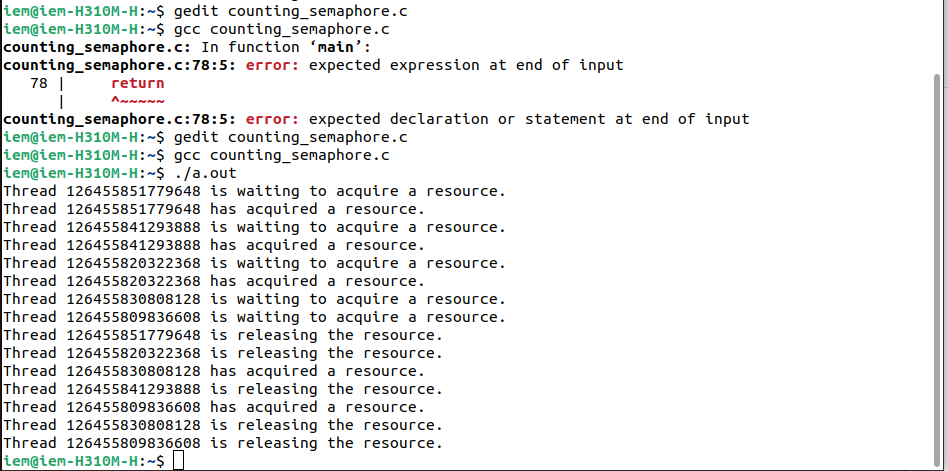 iem@iem-H310M-H:~$ gedit counting_semaphore.c
iem@iem-H310M-H:~$ gcc counting_semaphore.c
counting_semaphore.c: In function ‘main’:
counting_semaphore.c:78:5: error: expected expression at end of input
   78 |     return
      |     ^~~~~~
counting_semaphore.c:78:5: error: expected declaration or statement at end of input
iem@iem-H310M-H:~$ gedit counting_semaphore.c
iem@iem-H310M-H:~$ gcc counting_semaphore.c
iem@iem-H310M-H:~$ ./a.out
Thread 126455851779648 is waiting to acquire a resource.
Thread 126455851779648 has acquired a resource.
Thread 126455841293888 is waiting to acquire a resource.
Thread 126455841293888 has acquired a resource.
Thread 126455820322368 is waiting to acquire a resource.
Thread 126455820322368 has acquired a resource.
Thread 126455830808128 is waiting to acquire a resource.
Thread 126455809836608 is waiting to acquire a resource.
Thread 126455851779648 is releasing the resource.
Thread 126455820322368 is releasing the resource.
Thread 126455830808128 has acquired a resource.
Thread 126455841293888 is releasing the resource.
Thread 126455809836608 has acquired a resource.
Thread 126455830808128 is releasing the resource.
Thread 126455809836608 is releasing the resource.
iem@iem-H310M-H:~$